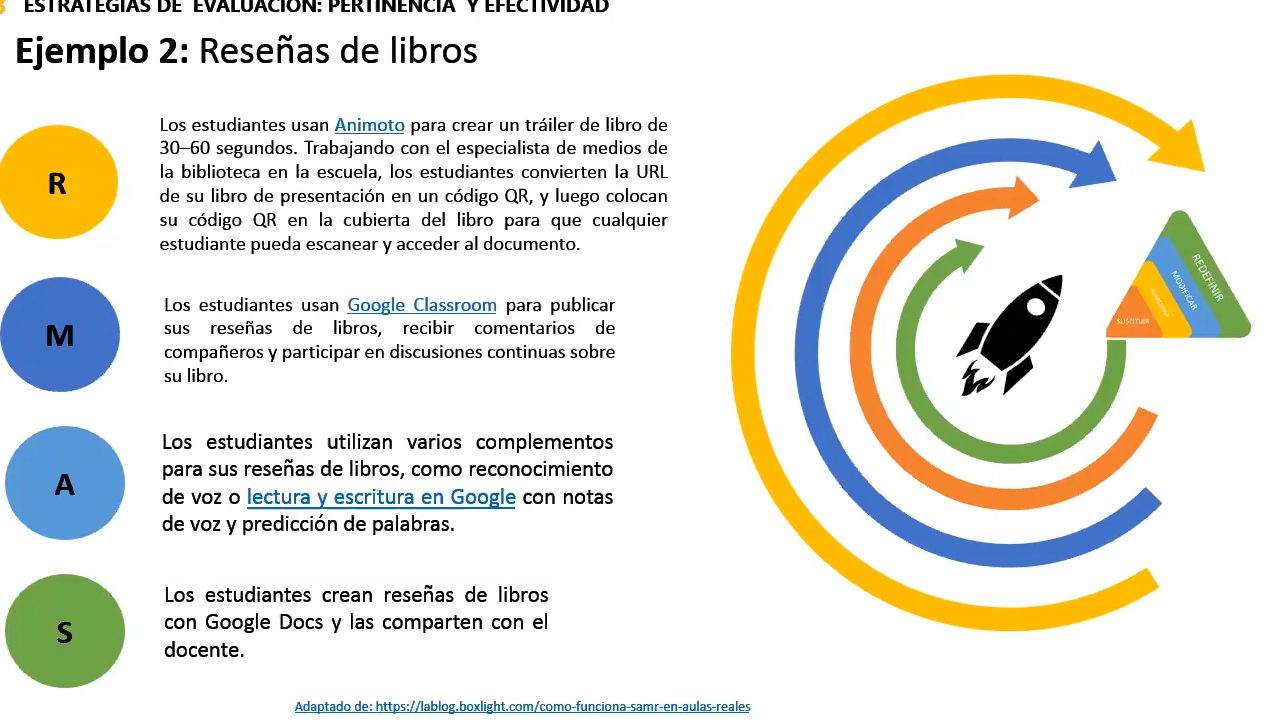 ESTRATEGIAS DE EVALUACIÓN: PERTINENCIA Y EFECTIVIDAD
Ejemplo 2: Reseñas de libros
R
Los estudiantes usan Animoto para crear un tráiler de libro de
30–60 segundos. Trabajando con el especialista de medios de
la biblioteca en la escuela, los estudiantes convierten la URL
de su libro de presentación en un código QR, y luego colocan
su código QR en la cubierta del libro para que cualquier
estudiante pueda escanear y acceder al documento.
M
Los estudiantes usan Google Classroom para publicar
sus reseñas de libros, recibir comentarios de
compañeros y participar en discusiones continuas sobre
su libro.
A
Los estudiantes utilizan varios complementos
para sus reseñas de libros, como reconocimiento
de voz o lectura y escritura en Google con notas
de voz y predicción de palabras.
S
Los estudiantes crean reseñas de libros
con Google Docs y las comparten con el
docente.
REDEFINIR
MODIFICAR
SUSTITUIR
Adaptado de: https://lablog.boxlight.com/como-funciona-samr-en-aulas-reales